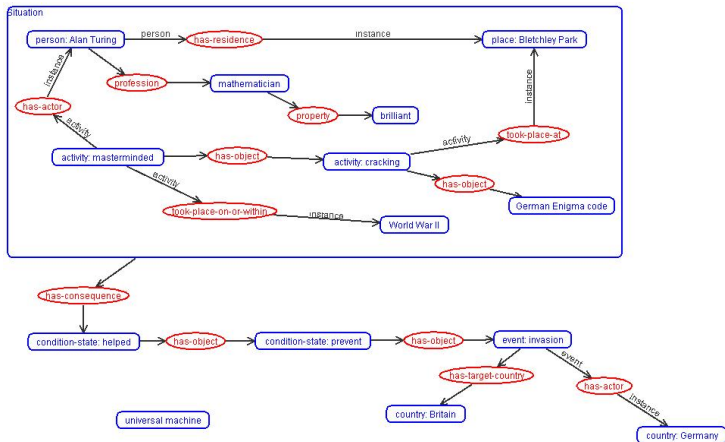 Situation
person: Alan Turing
person
has-residence
instance
place: Bletchley Park
instance
profession
mathematician
instance
has-actor
property
brilliant
activity
took-place-at
activity
activity: masterminded
has-object
activity: cracking
activity
has-object
German Enigma code
took-place-on-or-within
instance
World War II
has-consequence
condition-state: helped
has-object
condition-state: prevent
has-object
event: invasion
event
has-target-country
has-actor
instance
country: Britain
universal machine
country: Germany